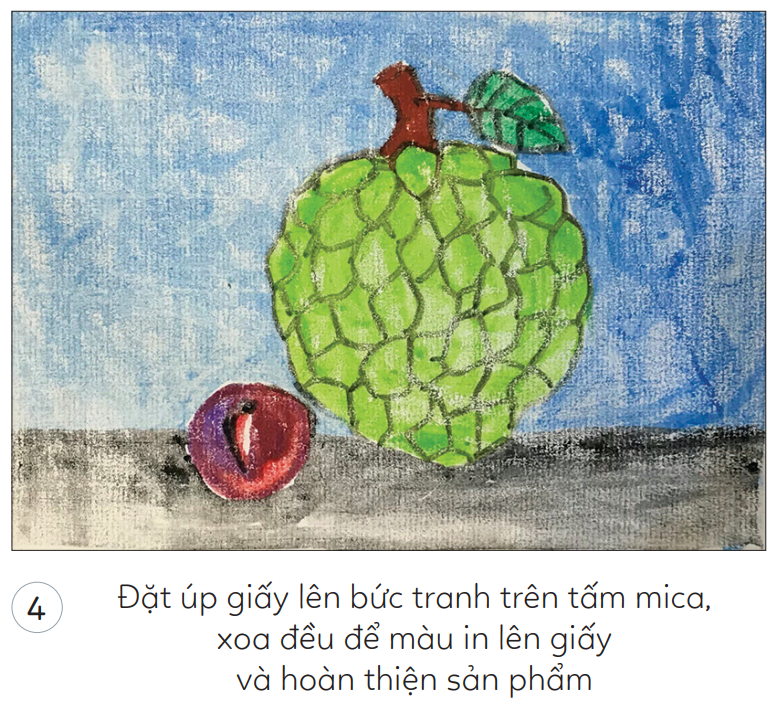 4
Đặt úp giấy lên bức tranh trên tấm mica,
xoa đều để màu in lên giấy
và hoàn thiện sản phẩm